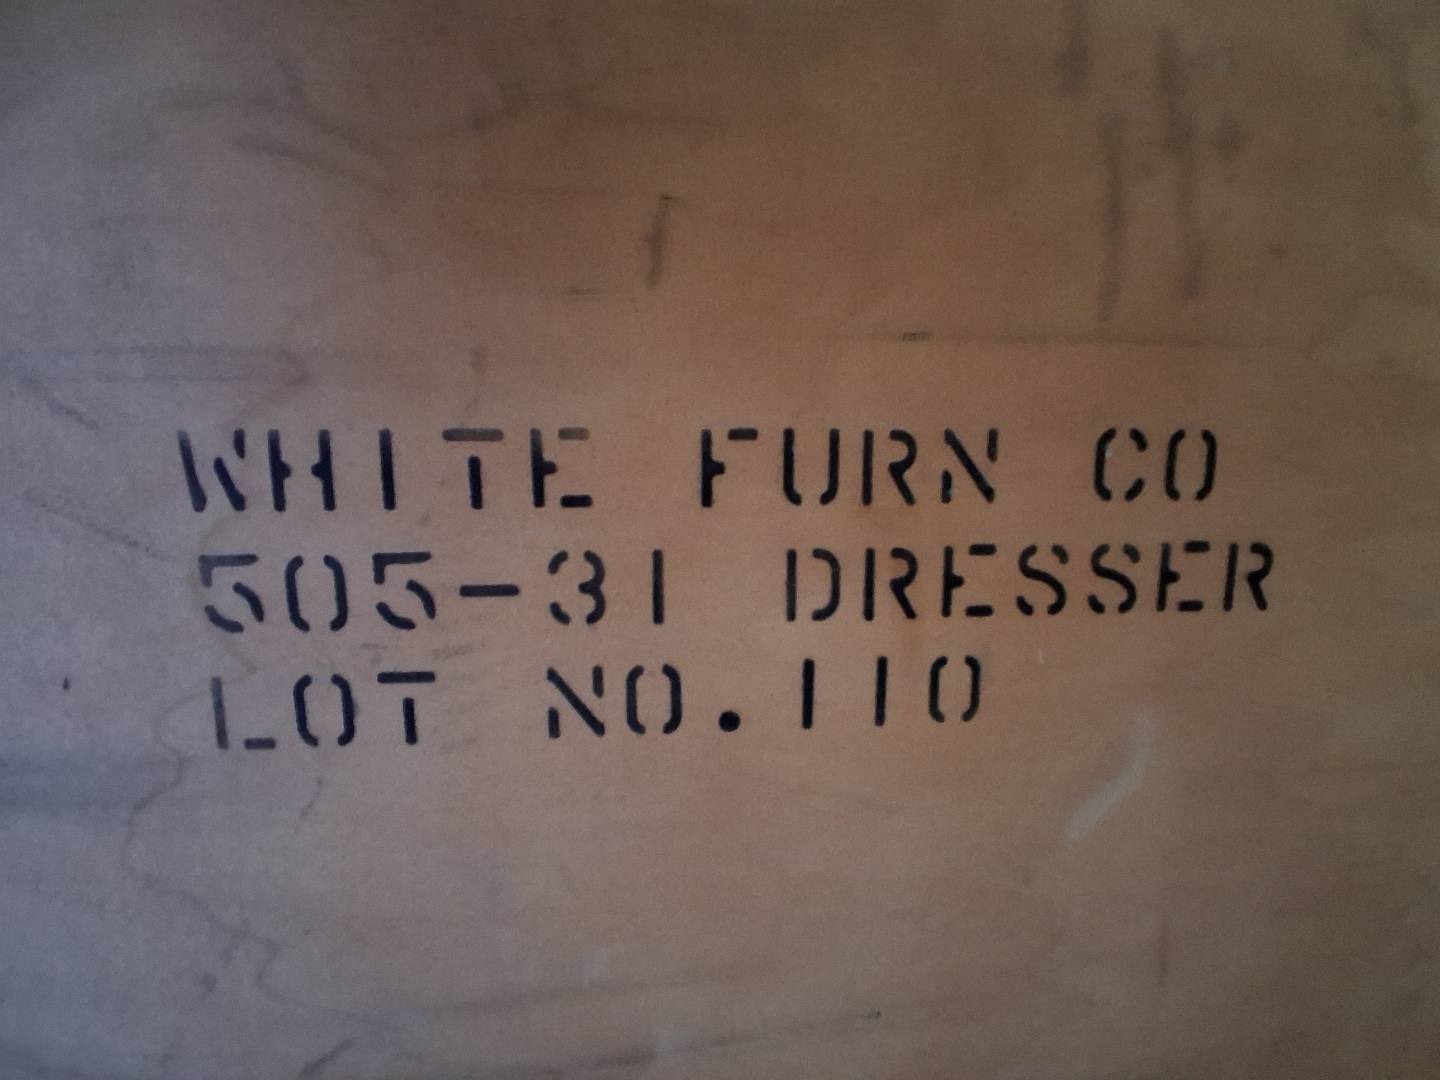 WHITE FURN CO
505-31 DRESSER
LOT NO.110